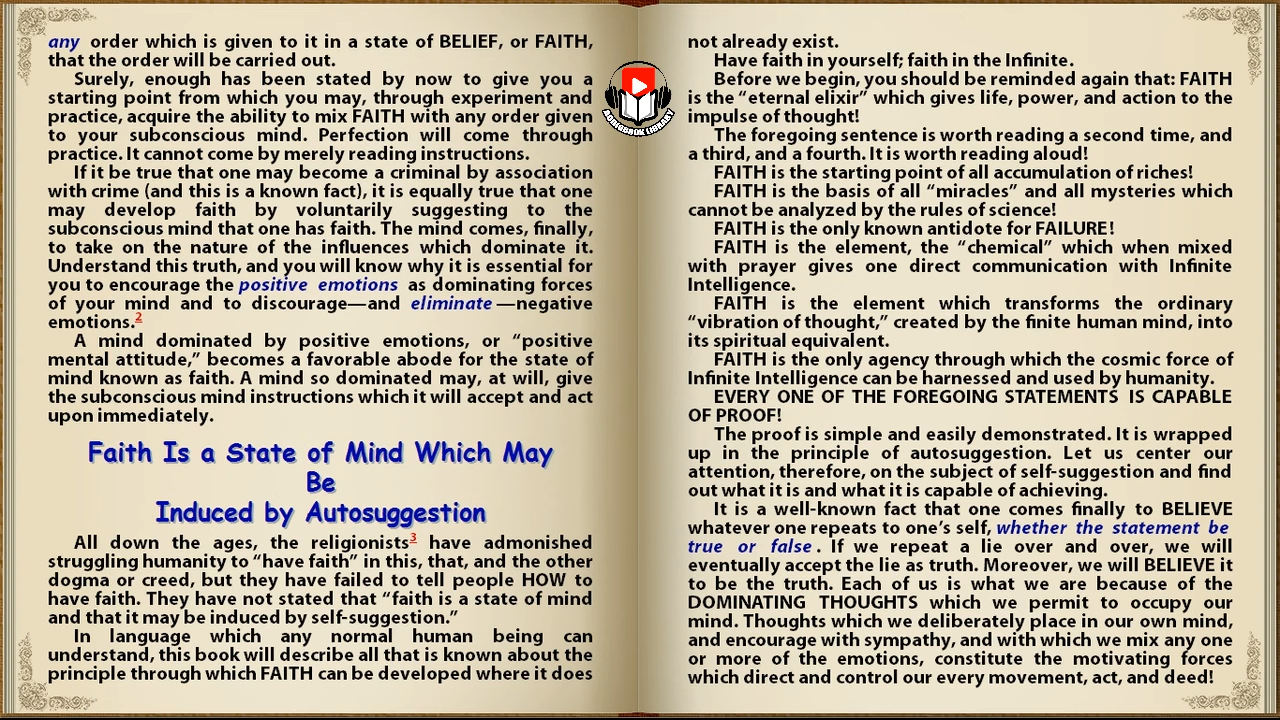 any order which is given to it in a state of BELIEF, or FAITH,
that the order will be carried out.
Surely, enough has been stated by now to give you a
starting point from which you may, through experiment and
practice, acquire the ability to mix FAITH with any order given
to your subconscious mind. Perfection will come through
practice. It cannot come by merely reading instructions.
If it be true that one may become a criminal by association
with crime (and this is a known fact), it is equally true that one
may develop faith by voluntarily suggesting to the
subconscious mind that one has faith. The mind comes, finally,
to take on the nature of the influences which dominate it.
Understand this truth, and you will know why it is essential for
you to encourage the positive emotions as dominating forces
of your mind and to discourage—and eliminate—negative
emotions.2
A mind dominated by positive emotions, or “positive
mental attitude,” becomes a favorable abode for the state of
mind known as faith. A mind so dominated may, at will, give
the subconscious mind instructions which it will accept and act
upon immediately.
Faith Is a State of Mind Which May
Be
Induced by Autosuggestion
All down the ages, the religionists3 have admonished
struggling humanity to “have faith” in this, that, and the other
dogma or creed, but they have failed to tell people HOW to
have faith. They have not stated that “faith is a state of mind
and that it may be induced by self-suggestion.”
In language which any normal human being can
understand, this book will describe all that is known about the
principle through which FAITH can be developed where it does
AUDIOBOOK LIBRARY
not already exist.
Have faith in yourself; faith in the Infinite.
Before we begin, you should be reminded again that: FAITH
is the “eternal elixir” which gives life, power, and action to the
impulse of thought!
The foregoing sentence is worth reading a second time, and
a third, and a fourth. It is worth reading aloud!
FAITH is the starting point of all accumulation of riches!
FAITH is the basis of all “miracles” and all mysteries which
cannot be analyzed by the rules of science!
FAITH is the only known antidote for FAILURE!
FAITH is the element, the “chemical” which when mixed
with prayer gives one direct communication with Infinite
Intelligence.
FAITH is the element which transforms the ordinary
“vibration of thought,” created by the finite human mind, into
its spiritual equivalent.
FAITH is the only agency through which the cosmic force of
Infinite Intelligence can be harnessed and used by humanity.
EVERY ONE OF THE FOREGOING STATEMENTS IS CAPABLE
OF PROOF!
The proof is simple and easily demonstrated. It is wrapped
up in the principle of autosuggestion. Let us center our
attention, therefore, on the subject of self-suggestion and find
out what it is and what it is capable of achieving.
It is a well-known fact that one comes finally to BELIEVE
whatever one repeats to one’s self, whether the statement be
true or false. If we repeat a lie over and over, we will
eventually accept the lie as truth. Moreover, we will BELIEVE it
to be the truth. Each of us is what we are because of the
DOMINATING THOUGHTS which we permit to occupy our
mind. Thoughts which we deliberately place in our own mind,
and encourage with sympathy, and with which we mix any one
or more of the emotions, constitute the motivating forces
which direct and control our every movement, act, and deed!